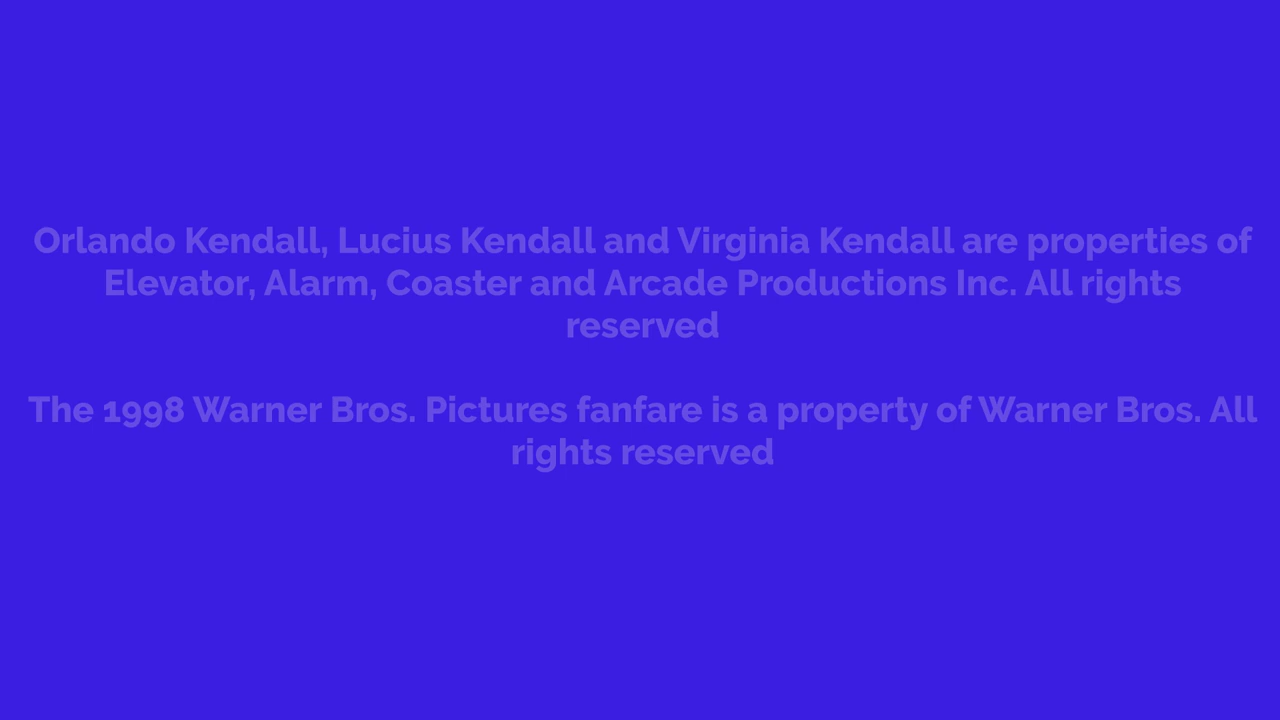 Orlando Kendall, Lucius Kendall and Virginia Kendall are properties of
Elevator, Alarm, Coaster and Arcade Productions Inc. All rights
reserved
The 1998 Warner Bros. Pictures fanfare is a property of Warner Bros. All
rights reserved